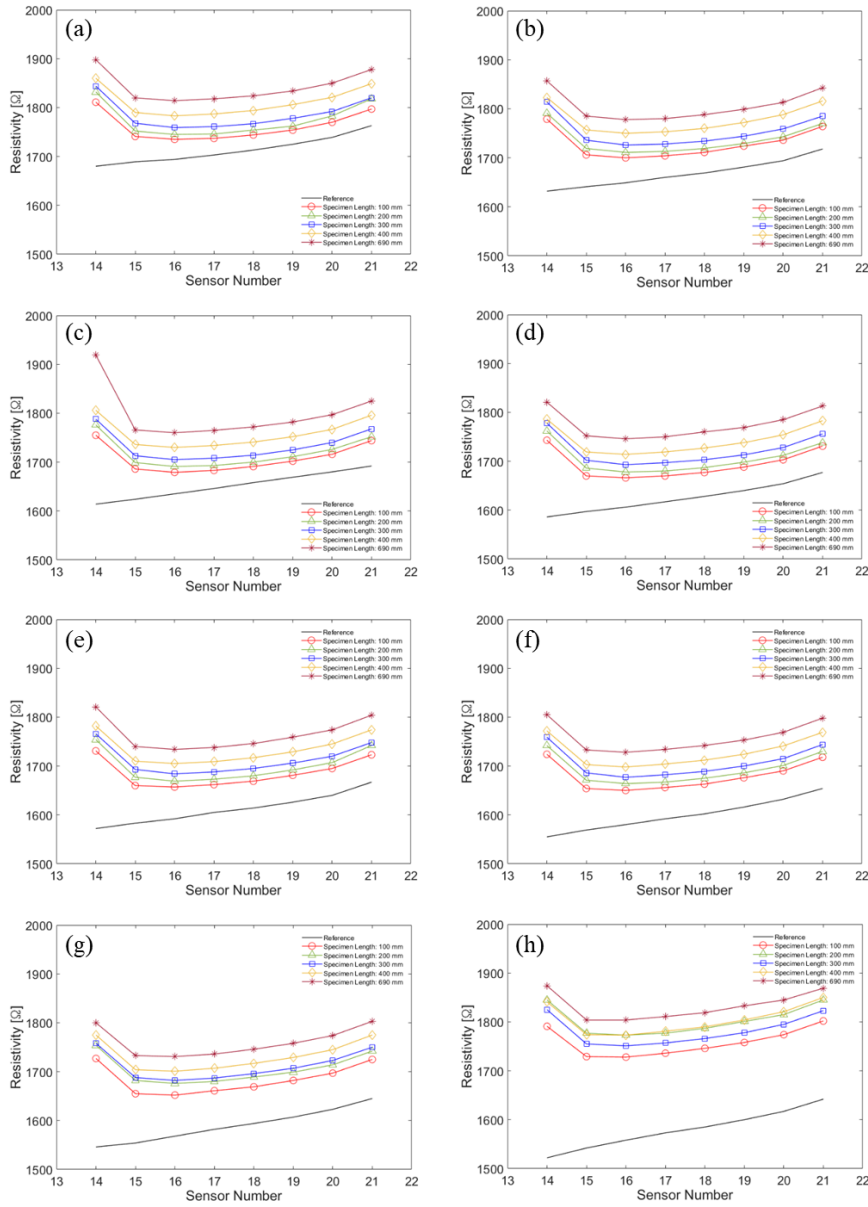 (a)
2000
1900
1800
1700
1600
1500
Resistivity [Ω]
Reference
Specimen Length: 100 mm
Specimen Length: 200 mm
Specimen Length: 300 mm
Specimen Length: 400 mm
Specimen Length: 690 mm
13 14 15 16 17 18 19 20 21 22
Sensor Number
(b)
2000
1900
1800
1700
1600
1500
Resistivity [Ω]
Reference
Specimen Length: 100 mm
Specimen Length: 200 mm
Specimen Length: 300 mm
Specimen Length: 400 mm
Specimen Length: 690 mm
13 14 15 16 17 18 19 20 21 22
Sensor Number
(c)
2000
1900
1800
1700
1600
1500
Resistivity [Ω]
Reference
Specimen Length: 100 mm
Specimen Length: 200 mm
Specimen Length: 300 mm
Specimen Length: 400 mm
Specimen Length: 690 mm
13 14 15 16 17 18 19 20 21 22
Sensor Number
(d)
2000
1900
1800
1700
1600
1500
Resistivity [Ω]
Reference
Specimen Length: 100 mm
Specimen Length: 200 mm
Specimen Length: 300 mm
Specimen Length: 400 mm
Specimen Length: 690 mm
13 14 15 16 17 18 19 20 21 22
Sensor Number
(e)
2000
1900
1800
1700
1600
1500
Resistivity [Ω]
Reference
Specimen Length: 100 mm
Specimen Length: 200 mm
Specimen Length: 300 mm
Specimen Length: 400 mm
Specimen Length: 690 mm
13 14 15 16 17 18 19 20 21 22
Sensor Number
(f)
2000
1900
1800
1700
1600
1500
Resistivity [Ω]
Reference
Specimen Length: 100 mm
Specimen Length: 200 mm
Specimen Length: 300 mm
Specimen Length: 400 mm
Specimen Length: 690 mm
13 14 15 16 17 18 19 20 21 22
Sensor Number
(g)
2000
1900
1800
1700
1600
1500
Resistivity [Ω]
Reference
Specimen Length: 100 mm
Specimen Length: 200 mm
Specimen Length: 300 mm
Specimen Length: 400 mm
Specimen Length: 690 mm
13 14 15 16 17 18 19 20 21 22
Sensor Number
(h)
2000
1900
1800
1700
1600
1500
Resistivity [Ω]
Reference
Specimen Length: 100 mm
Specimen Length: 200 mm
Specimen Length: 300 mm
Specimen Length: 400 mm
Specimen Length: 690 mm
13 14 15 16 17 18 19 20 21 22
Sensor Number